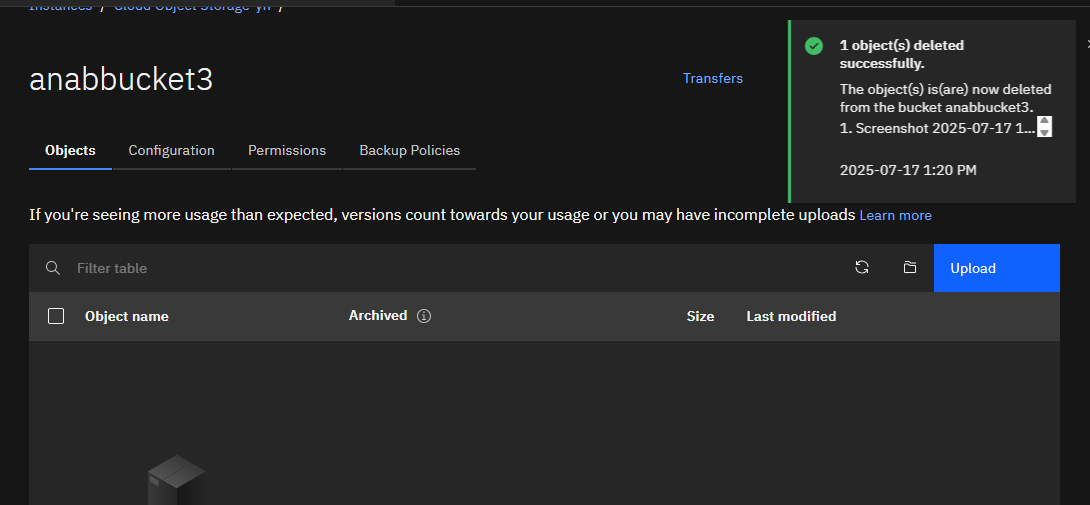 Instances / Cloud Object Storage-yn /
anabbucket3
Transfers
1 object(s) deleted
successfully.
The object(s) is(are) now deleted
from the bucket anabbucket3.
1. Screenshot 2025-07-17 1...
2025-07-17 1:20 PM
Objects Configuration Permissions Backup Policies
If you're seeing more usage than expected, versions count towards your usage or you may have incomplete uploads Learn more
Filter table
Upload
Object name Archived Size Last modified